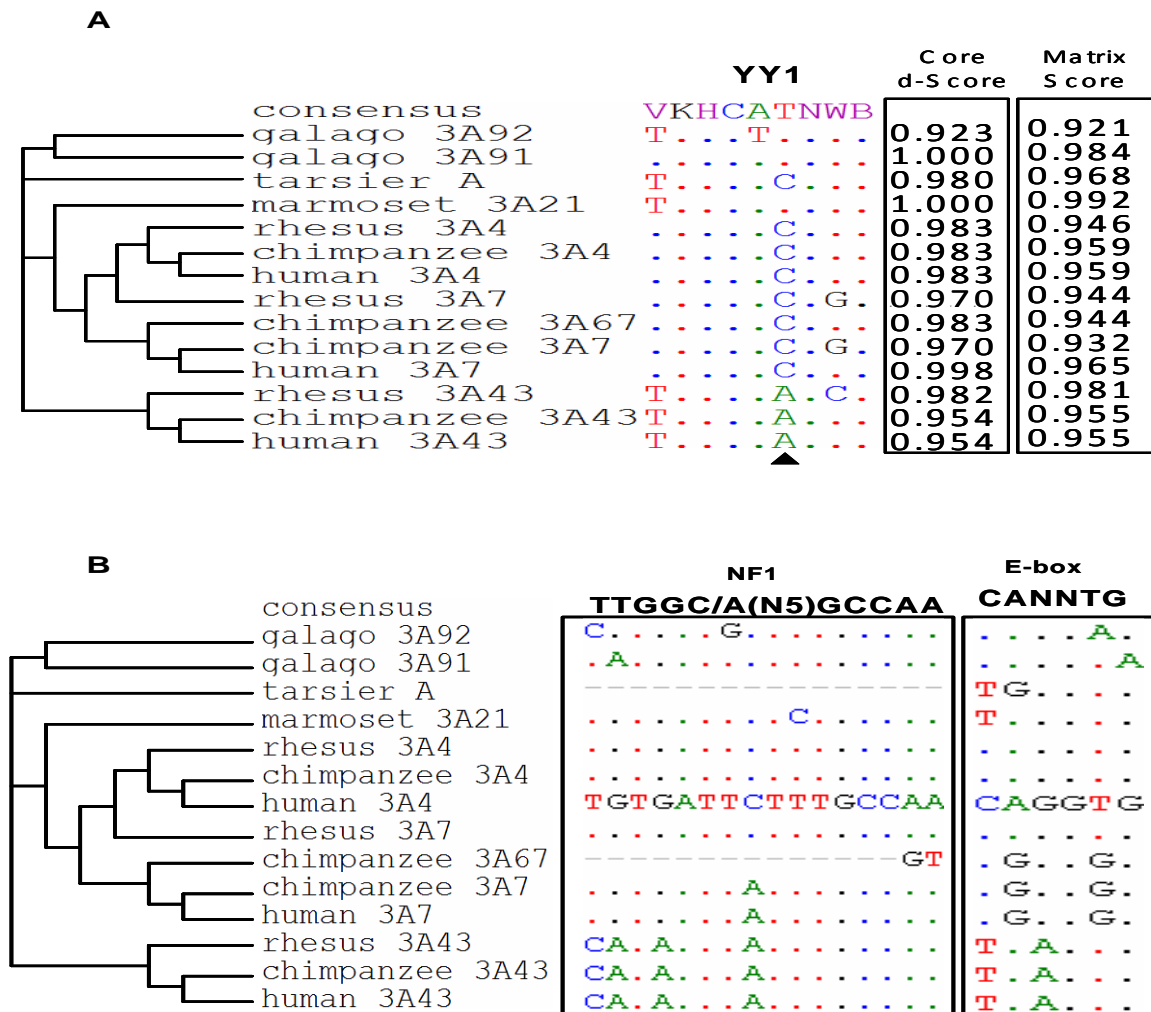 A
Core Matrix
YY1 d-Score Score
consensus VKHCATNWB
galago 3A92 T...T.... 0.923 0.921
galago 3A91 ......... 1.000 0.984
tarsier A T....C... 0.980 0.968
marmoset 3A21 T........ 1.000 0.992
rhesus 3A4 .....C... 0.983 0.946
chimpanzee 3A4 .....C... 0.983 0.959
human 3A4 .....C... 0.983 0.959
rhesus 3A7 .....C.G. 0.970 0.944
chimpanzee 3A67 .....C... 0.983 0.944
chimpanzee 3A7 .....C.G. 0.970 0.932
human 3A7 .....C... 0.998 0.965
rhesus 3A43 T....A.C. 0.982 0.981
chimpanzee 3A43 T....A... 0.954 0.955
human 3A43 T....A... 0.954 0.955
B
NF1 E-box
consensus TTGGC/A(N5)GCCAA CANNTG
galago 3A92 C.....G......... ....A.
galago 3A91 .A.............. .....A
tarsier A ---------------- TG....
marmoset 3A21 .........C...... T.....
rhesus 3A4 ................ ......
chimpanzee 3A4 ................ ......
human 3A4 TGTGATTCTTTGCCAA CAGGTG
rhesus 3A7 ................ ......
chimpanzee 3A67 --------------GT .G..G.
chimpanzee 3A7 .......A........ .G..G.
human 3A7 .......A........ .G..G.
rhesus 3A43 CA.A...A........ T.A...
chimpanzee 3A43 CA.A...A........ T.A...
human 3A43 CA.A...A........ T.A...